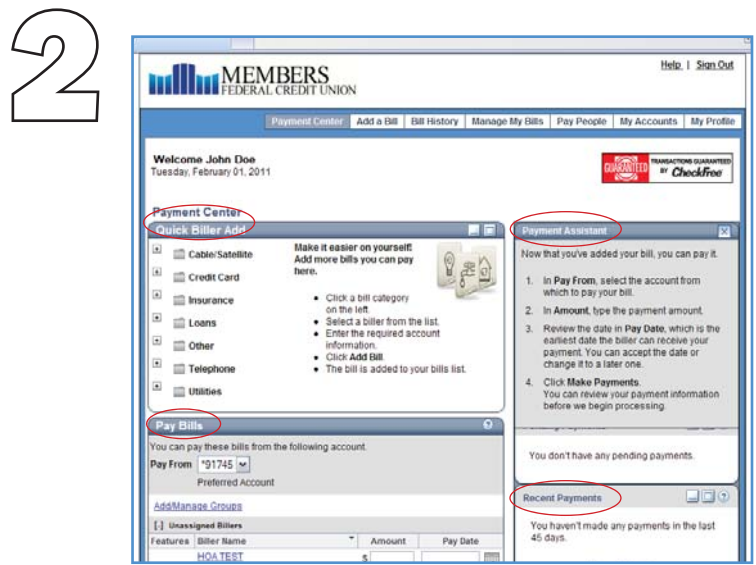 2
MEMBERS
FEDERAL CREDIT UNION
Help | Sign Out
Payment Center Add a Bill Bill History Manage My Bills Pay People My Accounts My Profile
Welcome John Doe
Tuesday, February 01, 2011
GUARANTEED
TRANSACTIONS GUARANTEED
BY CheckFree
Payment Center
Quick Biller Add
Cable/Satellite
Credit Card
Insurance
Loans
Other
Telephone
Utilities
Make it easier on yourself!
Add more bills you can pay
here.
• Click a bill category
on the left.
• Select a biller from the list.
• Enter the required account
information.
• Click Add Bill.
• The bill is added to your bills list.
Payment Assistant
Now that you've added your bill, you can pay it.
1. In Pay From, select the account from
which to pay your bill.
2. In Amount, type the payment amount.
3. Review the date in Pay Date, which is the
earliest date the biller can receive your
payment. You can accept the date or
change it to a later one.
4. Click Make Payments.
You can review your payment information
before we begin processing.
You don't have any pending payments.
Recent Payments
You haven't made any payments in the last
45 days.
Pay Bills
You can pay these bills from the following account.
Pay From *91745
Preferred Account
Add/Manage Groups
[-] Unassigned Billers
Features Biller Name Amount Pay Date
HOA TEST $